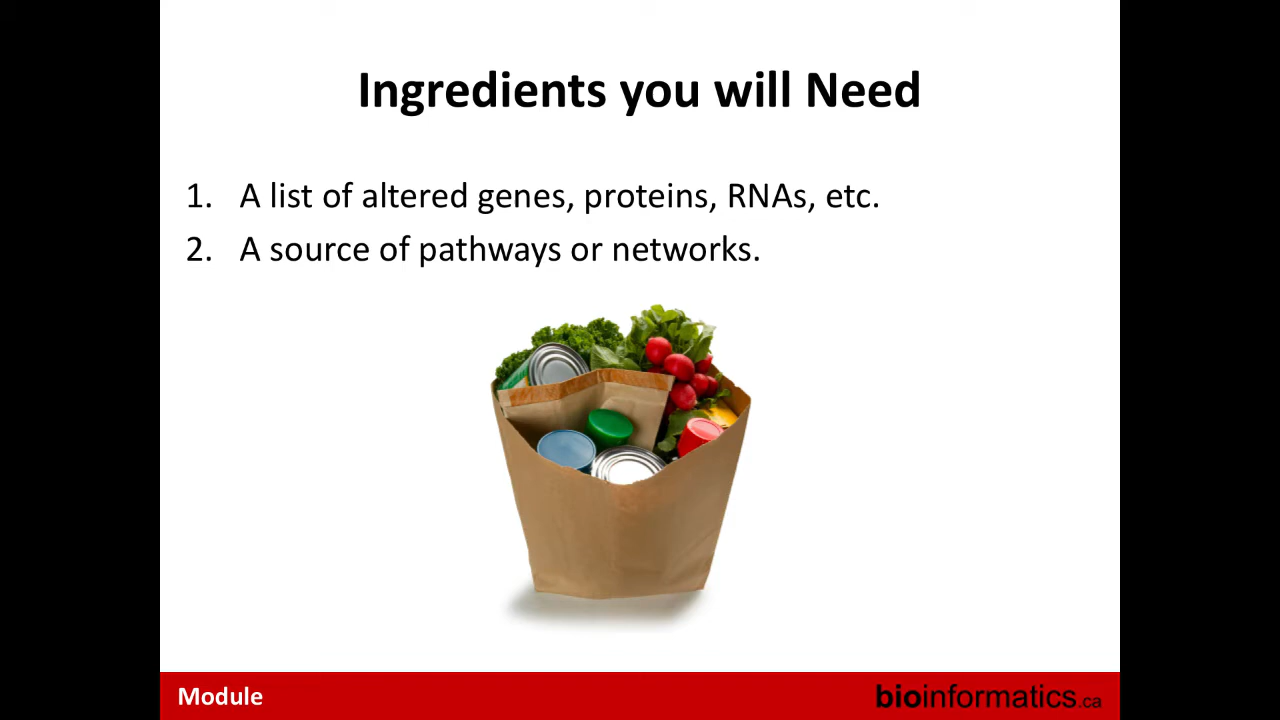 Ingredients you will Need
1. A list of altered genes, proteins, RNAs, etc.
2. A source of pathways or networks.
Module
bioinformatics.ca